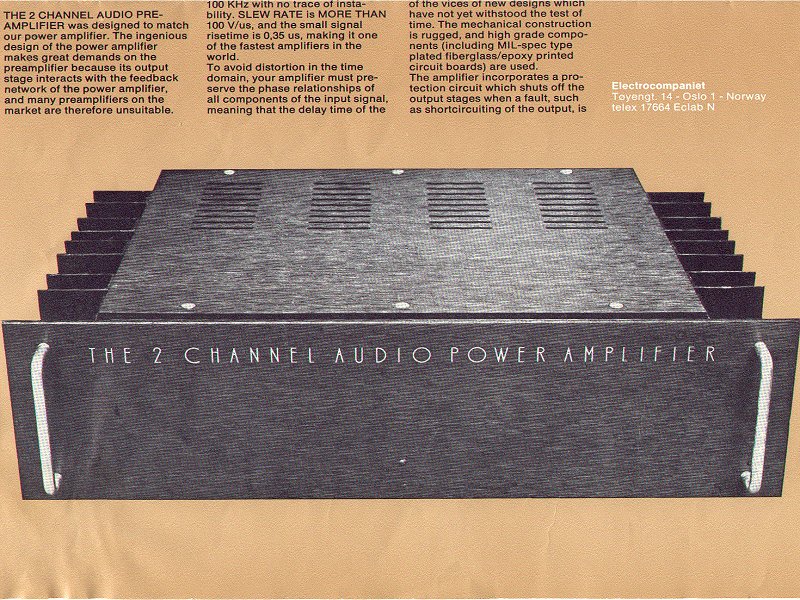 THE 2 CHANNEL AUDIO PRE-
AMPLIFIER was designed to match
our power amplifier. The ingenious
design of the power amplifier
makes great demands on the
preamplifier because its output
stage interacts with the feedback
network of the power amplifier,
and many preamplifiers on the
market are therefore unsuitable.
100 KHz with no trace of insta-
bility. SLEW RATE is MORE THAN
100 V/us, and the small signal
risetime is 0,35 us, making it one
of the fastest amplifiers in the
world.
To avoid distortion in the time
domain, your amplifier must pre-
serve the phase relationships of
all components of the input signal,
meaning that the delay time of the
of the vices of new designs which
have not yet withstood the test of
time. The mechanical construction
is rugged, and high grade compo-
nents (including MIL-spec type
plated fiberglass/epoxy printed
circuit boards) are used.
The amplifier incorporates a pro-
tection circuit which shuts off the
output stages when a fault, such
as shortcircuiting of the output, is
Electrocompaniet
Tøyengt. 14 - Oslo 1 - Norway
telex 17664 Eclab N
THE 2 CHANNEL AUDIO POWER AMPLIFIER